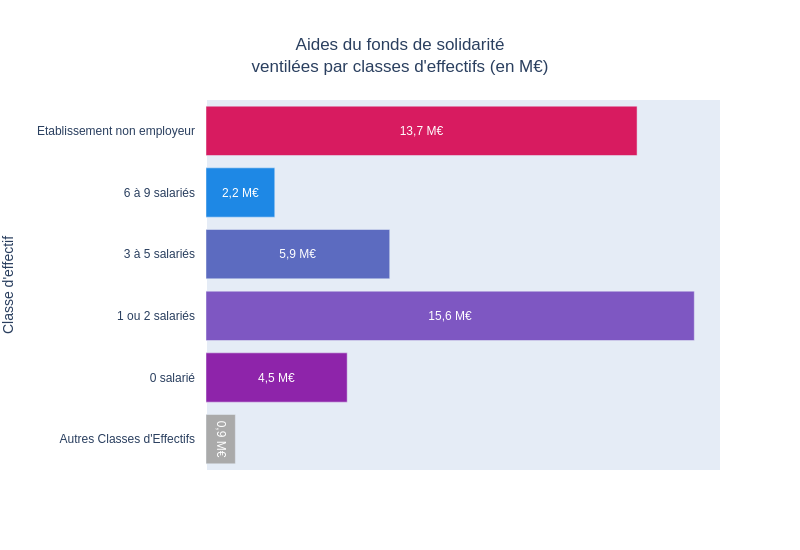 Aides du fonds de solidarité
ventilées par classes d'effectifs (en M€)
Classe d'effectif
Etablissement non employeur
13,7 M€
6 à 9 salariés
2,2 M€
3 à 5 salariés
5,9 M€
1 ou 2 salariés
15,6 M€
0 salarié
4,5 M€
Autres Classes d'Effectifs
0,9 M€